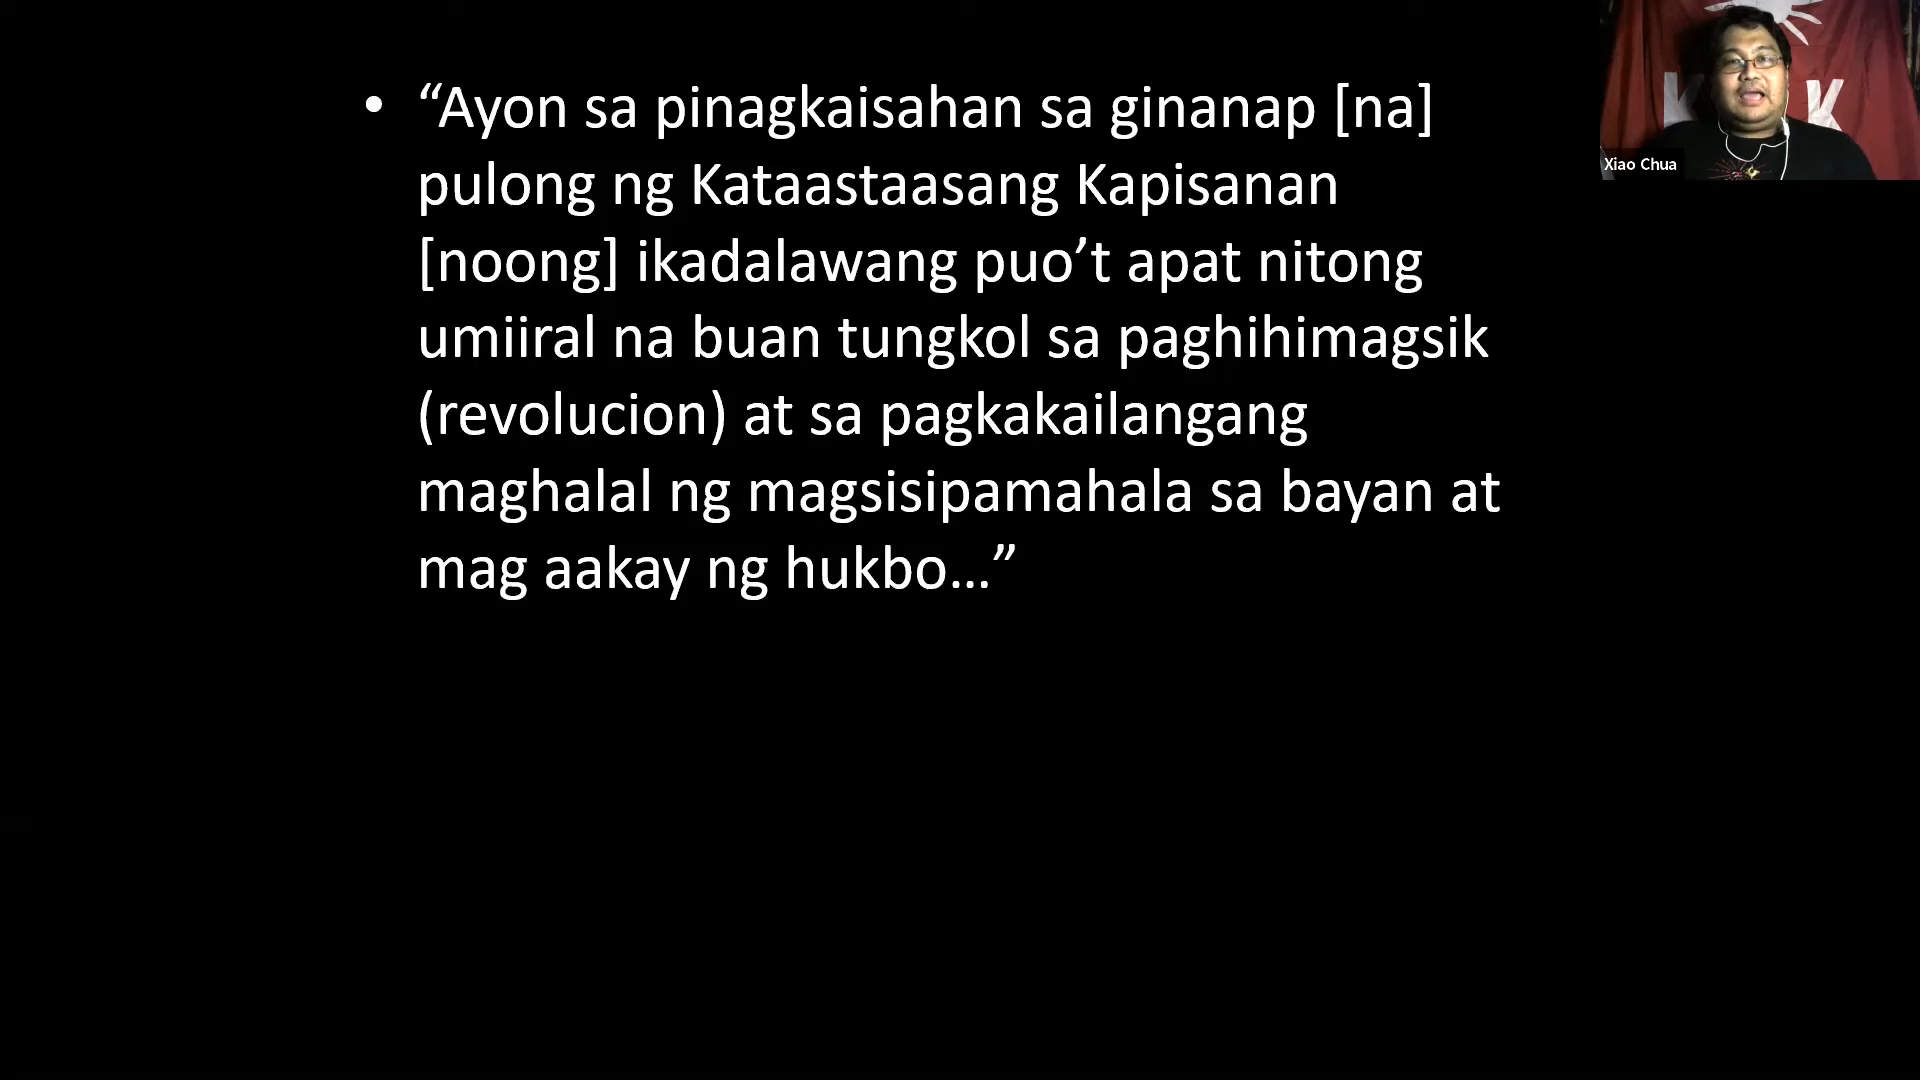 • “Ayon sa pinagkaisahan sa ginanap [na]
pulong ng Kataastaasang Kapisanan
[noong] ikadalawang puo’t apat nitong
umiiral na buan tungkol sa paghihimagsik
(revolucion) at sa pagkakailangang
maghalal ng magsisipamahala sa bayan at
mag aakay ng hukbo…”
K K
Xiao Chua